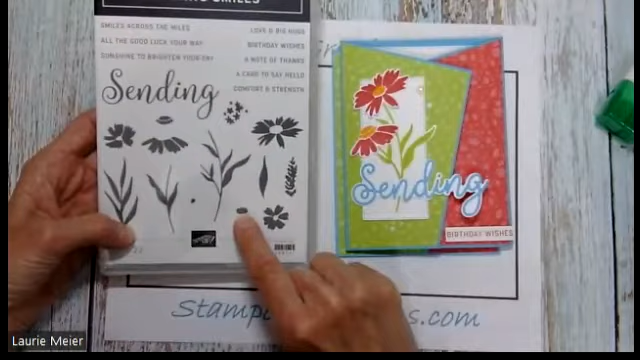 SMILES ACROSS THE MILES
ALL THE GOOD LUCK YOUR WAY
SUNSHINE TO BRIGHTEN YOUR DAY
LOVE & BIG HUGS
BIRTHDAY WISHES
A NOTE OF THANKS
A CARD TO SAY HELLO
COMFORT & STRENGTH
Sending
Sending
BIRTHDAY WISHES
.com
Laurie Meier